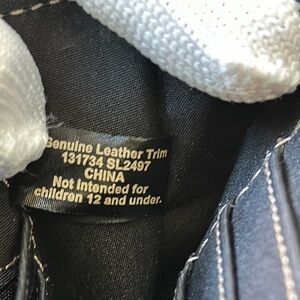 Genuine Leather Trim
131734 SL2497
CHINA
Not Intended for
children 12 and under.